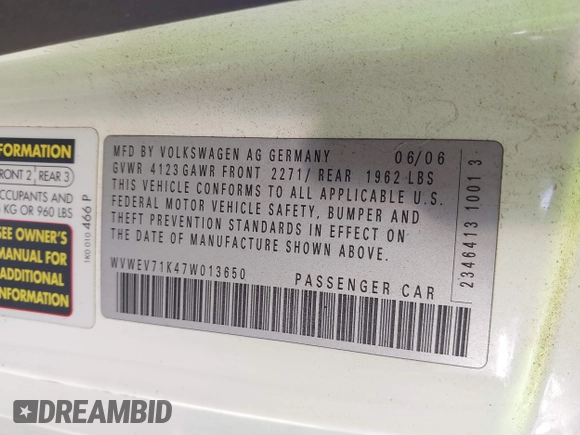 FORMATION
FRONT 2 REAR 3
OCCUPANTS AND
KG OR 960 LBS
SEE OWNER'S
MANUAL FOR
ADDITIONAL
INFORMATION
1K0 010 466 P
MFD BY VOLKSWAGEN AG GERMANY 06/06
GVWR 4123 GAWR FRONT 2271/ REAR 1962 LBS
THIS VEHICLE CONFORMS TO ALL APPLICABLE U.S.
FEDERAL MOTOR VEHICLE SAFETY, BUMPER AND
THEFT PREVENTION STANDARDS IN EFFECT ON
THE DATE OF MANUFACTURE SHOWN ABOVE.
WVWEV71K47W013650 PASSENGER CAR
2346413 1001 3
DREAMBID